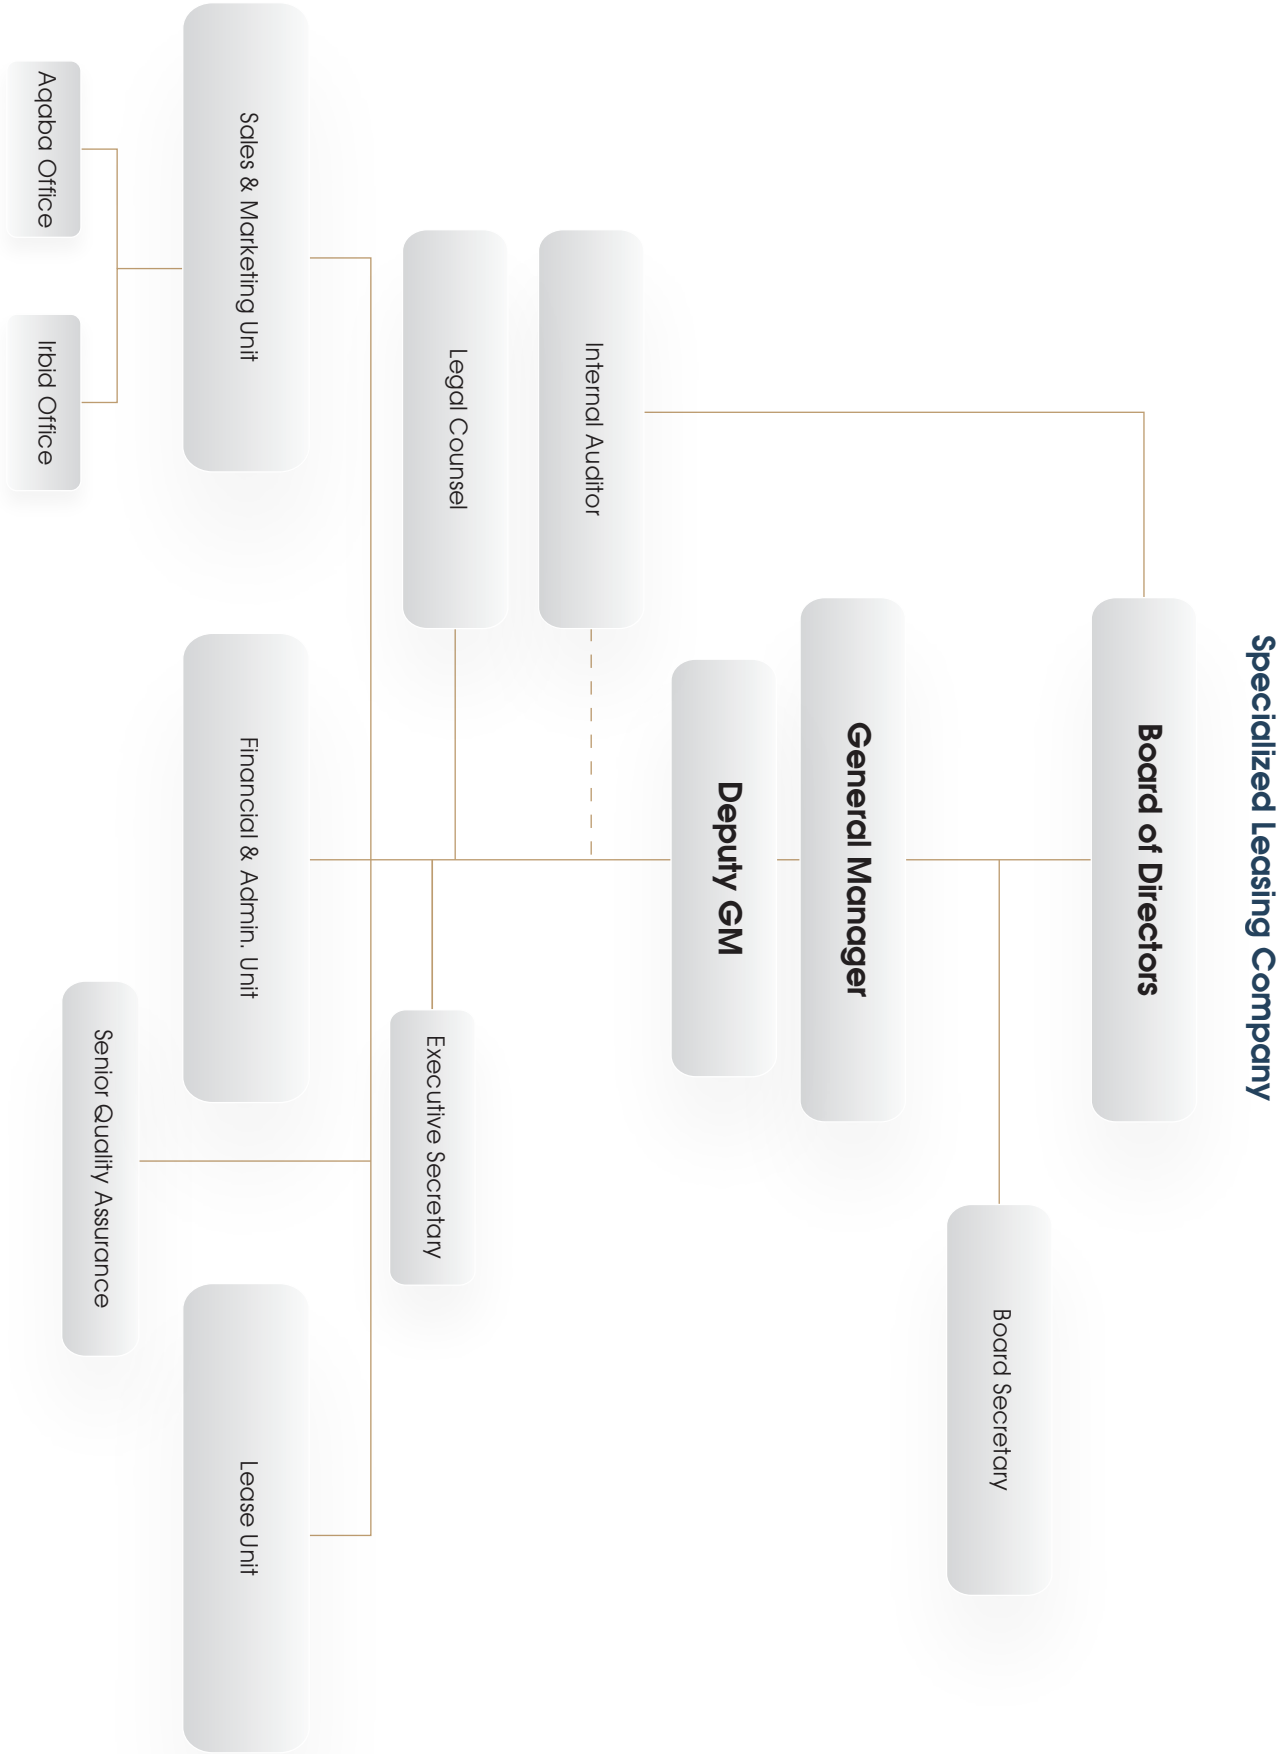 Specialized Leasing Company
Board of Directors
Board Secretary
General Manager
Deputy GM
Internal Auditor
Legal Counsel
Executive Secretary
Sales & Marketing Unit
Financial & Admin. Unit
Lease Unit
Senior Quality Assurance
Aqaba Office
Irbid Office